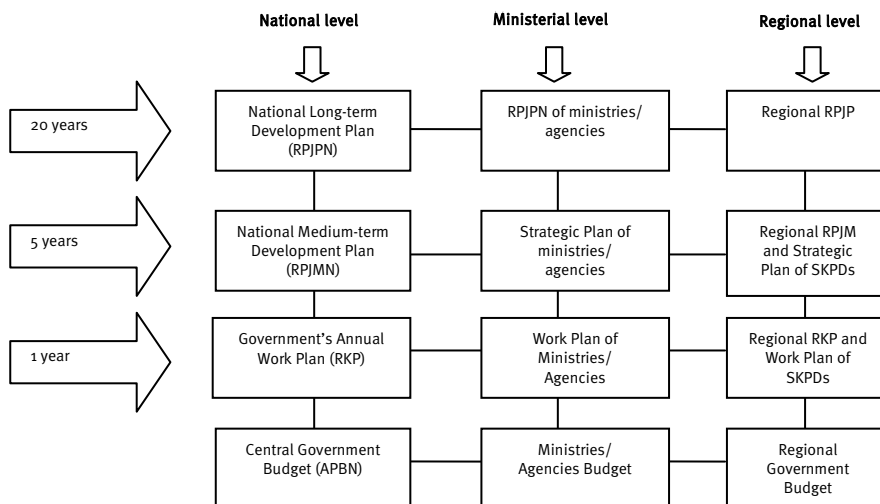 National level
Ministerial level
Regional level
20 years
National Long-term
Development Plan
(RPJPN)
RPJPN of ministries/
agencies
Regional RPJP
5 years
National Medium-term
Development Plan
(RPJMN)
Strategic Plan of
ministries/
agencies
Regional RPJM
and Strategic
Plan of SKPDs
1 year
Government's Annual
Work Plan (RKP)
Work Plan of
Ministries/
Agencies
Regional RKP and
Work Plan of
SKPDs
Central Government
Budget (APBN)
Ministries/
Agencies Budget
Regional
Government
Budget